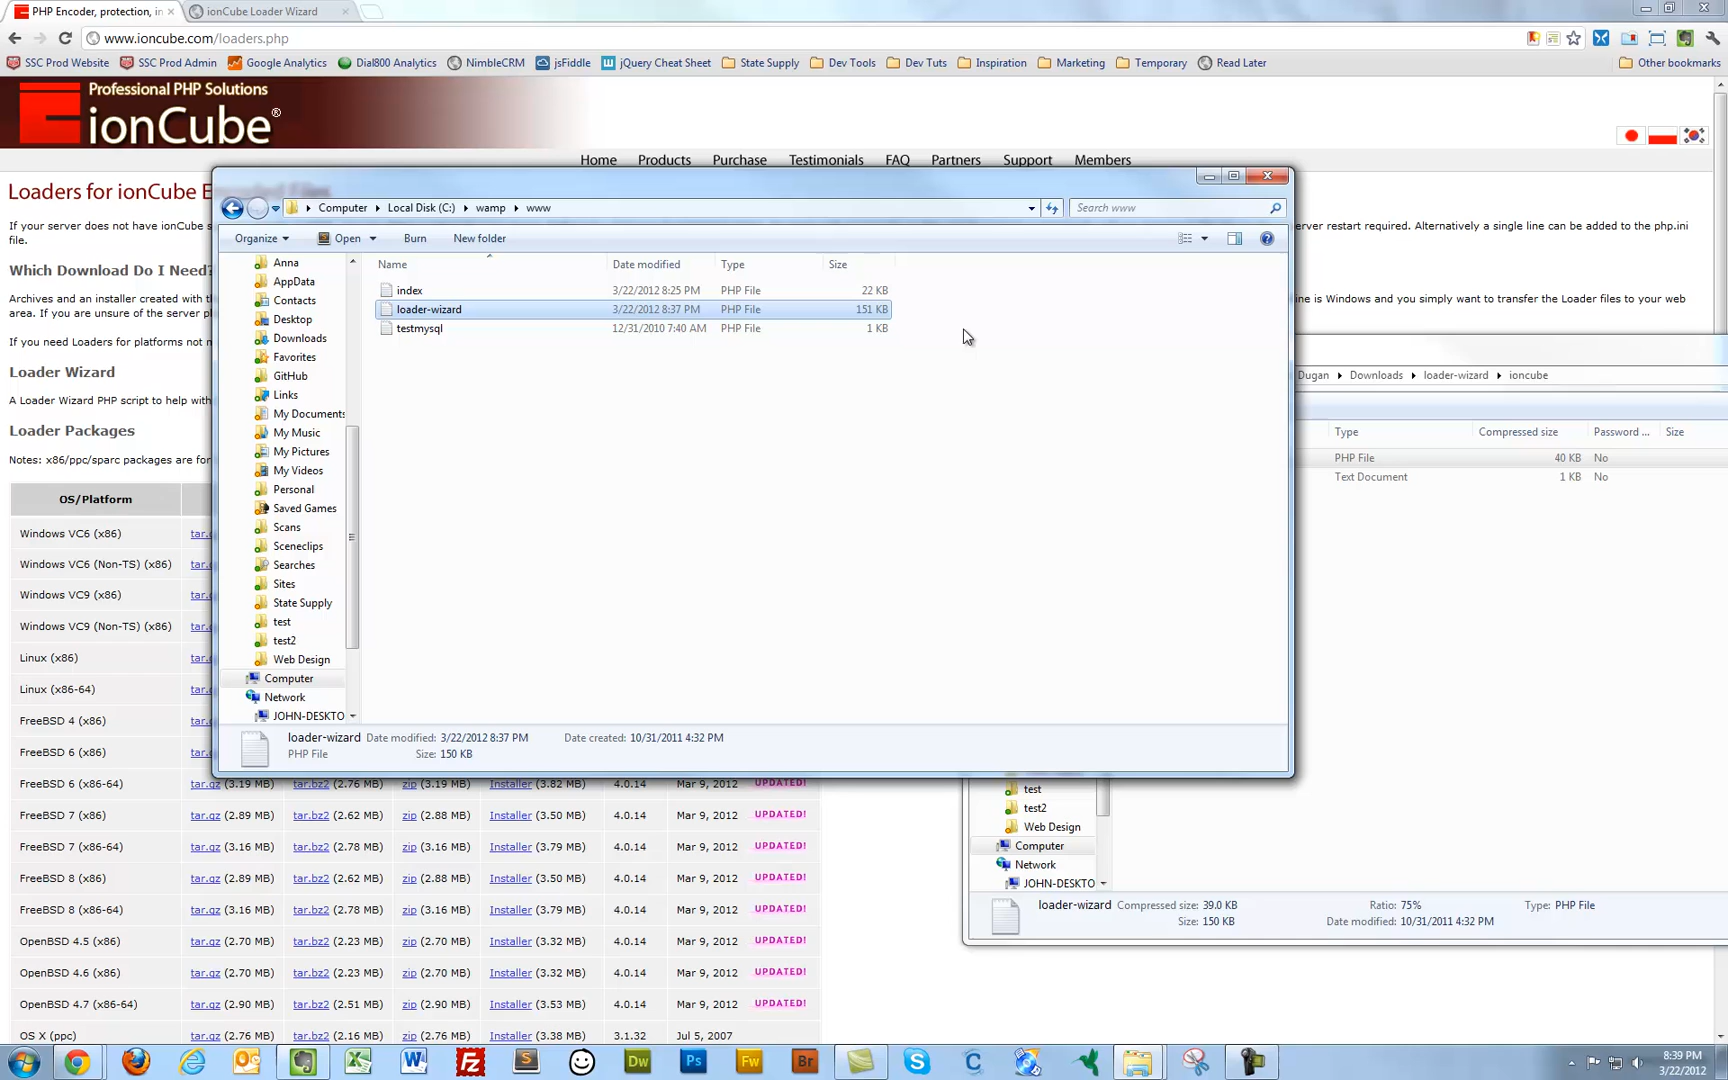 PHP Encoder, protection, in
ionCube Loader Wizard
www.ioncube.com/loaders.php
SSC Prod Website
SSC Prod Admin
Google Analytics
Dial800 Analytics
NimbleCRM
jsFiddle
jQuery Cheat Sheet
State Supply
Dev Tools
Dev Tuts
Inspiration
Marketing
Temporary
Read Later
Other bookmarks
Professional PHP Solutions
ionCube®
Home Products Purchase Testimonials FAQ Partners Support Members
Loaders for ionCube E
If your server does not have ionCube
erver restart required. Alternatively a single line can be added to the php.ini
file.
Which Download Do I Need?
Archives and an installer created with
ine is Windows and you simply want to transfer the Loader files to your web
area. If you are unsure of the server
If you need Loaders for platforms not
Loader Wizard
A Loader Wizard PHP script to help with
Loader Packages
Notes: x86/ppc/sparc packages are for
OS/Platform
Windows VC6 (x86) tar.
Windows VC6 (Non-TS) (x86) tar.
Windows VC9 (x86) tar.
Windows VC9 (Non-TS) (x86) tar.
Linux (x86) tar.
Linux (x86-64) tar.
FreeBSD 4 (x86) tar.
FreeBSD 6 (x86) tar.
FreeBSD 6 (x86-64) tar.gz (3.19 MB) tar.bz2 (2.76 MB) zip (3.19 MB) Installer (3.82 MB) 4.0.14 Mar 9, 2012 UPDATED!
FreeBSD 7 (x86) tar.gz (2.89 MB) tar.bz2 (2.62 MB) zip (2.88 MB) Installer (3.50 MB) 4.0.14 Mar 9, 2012 UPDATED!
FreeBSD 7 (x86-64) tar.gz (3.16 MB) tar.bz2 (2.78 MB) zip (3.16 MB) Installer (3.79 MB) 4.0.14 Mar 9, 2012 UPDATED!
FreeBSD 8 (x86) tar.gz (2.89 MB) tar.bz2 (2.62 MB) zip (2.88 MB) Installer (3.50 MB) 4.0.14 Mar 9, 2012 UPDATED!
FreeBSD 8 (x86-64) tar.gz (3.16 MB) tar.bz2 (2.78 MB) zip (3.16 MB) Installer (3.79 MB) 4.0.14 Mar 9, 2012 UPDATED!
OpenBSD 4.5 (x86) tar.gz (2.70 MB) tar.bz2 (2.23 MB) zip (2.70 MB) Installer (3.32 MB) 4.0.14 Mar 9, 2012 UPDATED!
OpenBSD 4.6 (x86) tar.gz (2.70 MB) tar.bz2 (2.23 MB) zip (2.70 MB) Installer (3.32 MB) 4.0.14 Mar 9, 2012 UPDATED!
OpenBSD 4.7 (x86-64) tar.gz (2.90 MB) tar.bz2 (2.51 MB) zip (2.90 MB) Installer (3.53 MB) 4.0.14 Mar 9, 2012 UPDATED!
OS X (ppc) tar.gz (2.76 MB) tar.bz2 (2.16 MB) zip (2.76 MB) Installer (3.38 MB) 3.1.32 Jul 5, 2007
Computer Local Disk (C:) wamp www
Search www
Organize Open Burn New folder
Name Date modified Type Size
index 3/22/2012 8:25 PM PHP File 22 KB
loader-wizard 3/22/2012 8:37 PM PHP File 151 KB
testmysql 12/31/2010 7:40 AM PHP File 1 KB
Anna
AppData
Contacts
Desktop
Downloads
Favorites
GitHub
Links
My Documents
My Music
My Pictures
My Videos
Personal
Saved Games
Scans
Sceneclips
Searches
Sites
State Supply
test
test2
Web Design
Computer
Network
JOHN-DESKTO
loader-wizard Date modified: 3/22/2012 8:37 PM Date created: 10/31/2011 4:32 PM
PHP File Size: 150 KB
Dugan Downloads loader-wizard ioncube
Type Compressed size Password ... Size
PHP File 40 KB No
Text Document 1 KB No
test
test2
Web Design
Computer
Network
JOHN-DESKTO
loader-wizard Compressed size: 39.0 KB Ratio: 75% Type: PHP File
Size: 150 KB Date modified: 10/31/2011 4:32 PM
Dw
Ps
Fw
Br
8:39 PM
3/22/2012